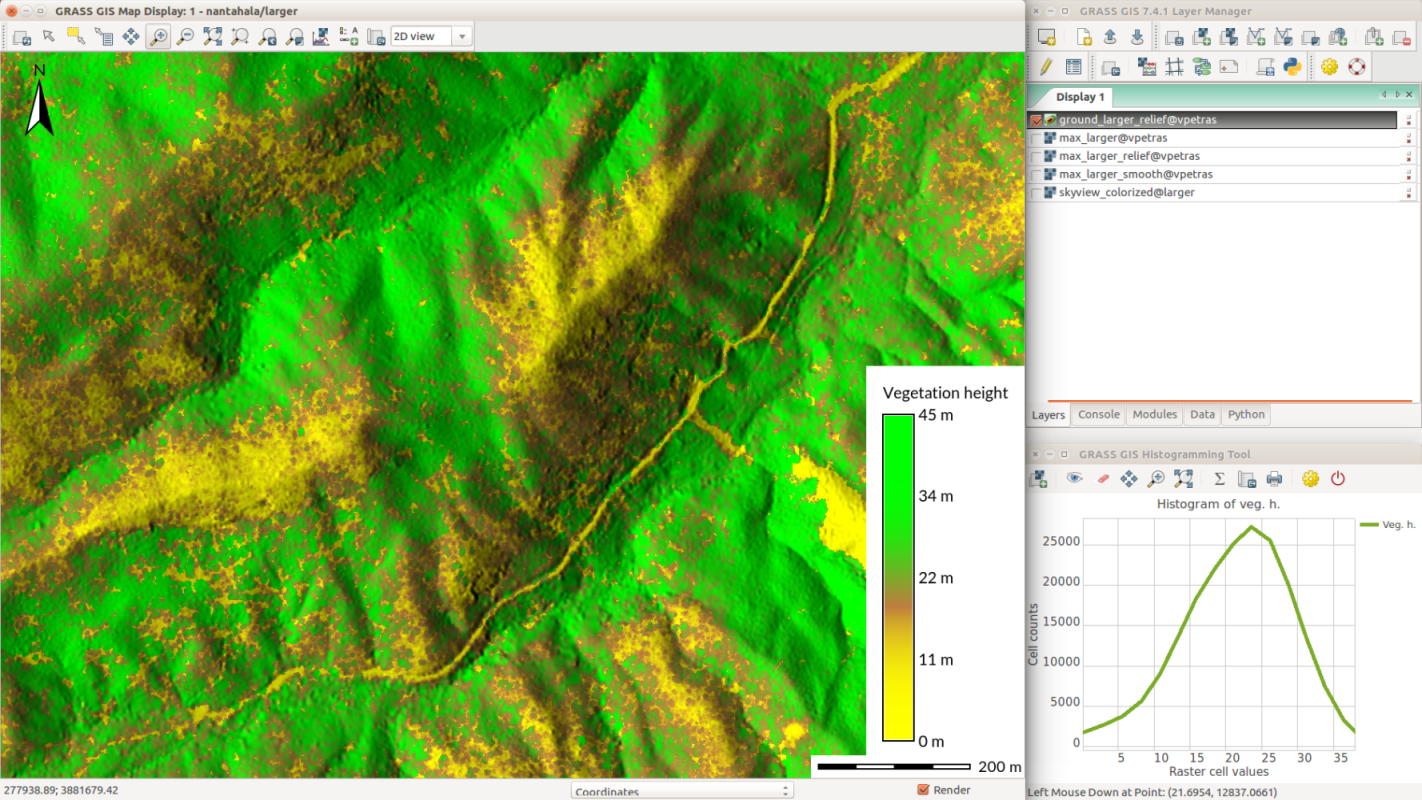 GRASS GIS Map Display: 1 - nantahala/larger
2D view
N
Vegetation height
45 m
34 m
22 m
11 m
0 m
200 m
277938.89; 3881679.42
Coordinates
Render
GRASS GIS 7.4.1 Layer Manager
Display 1
ground_larger_relief@vpetras
max_larger@vpetras
max_larger_relief@vpetras
max_larger_smooth@vpetras
skyview_colorized@larger
Layers Console Modules Data Python
GRASS GIS Histogramming Tool
Histogram of veg. h.
Veg. h.
Cell counts
25000
20000
15000
10000
5000
0
5 10 15 20 25 30 35
Raster cell values
Left Mouse Down at Point: (21.6954, 12837.0661)